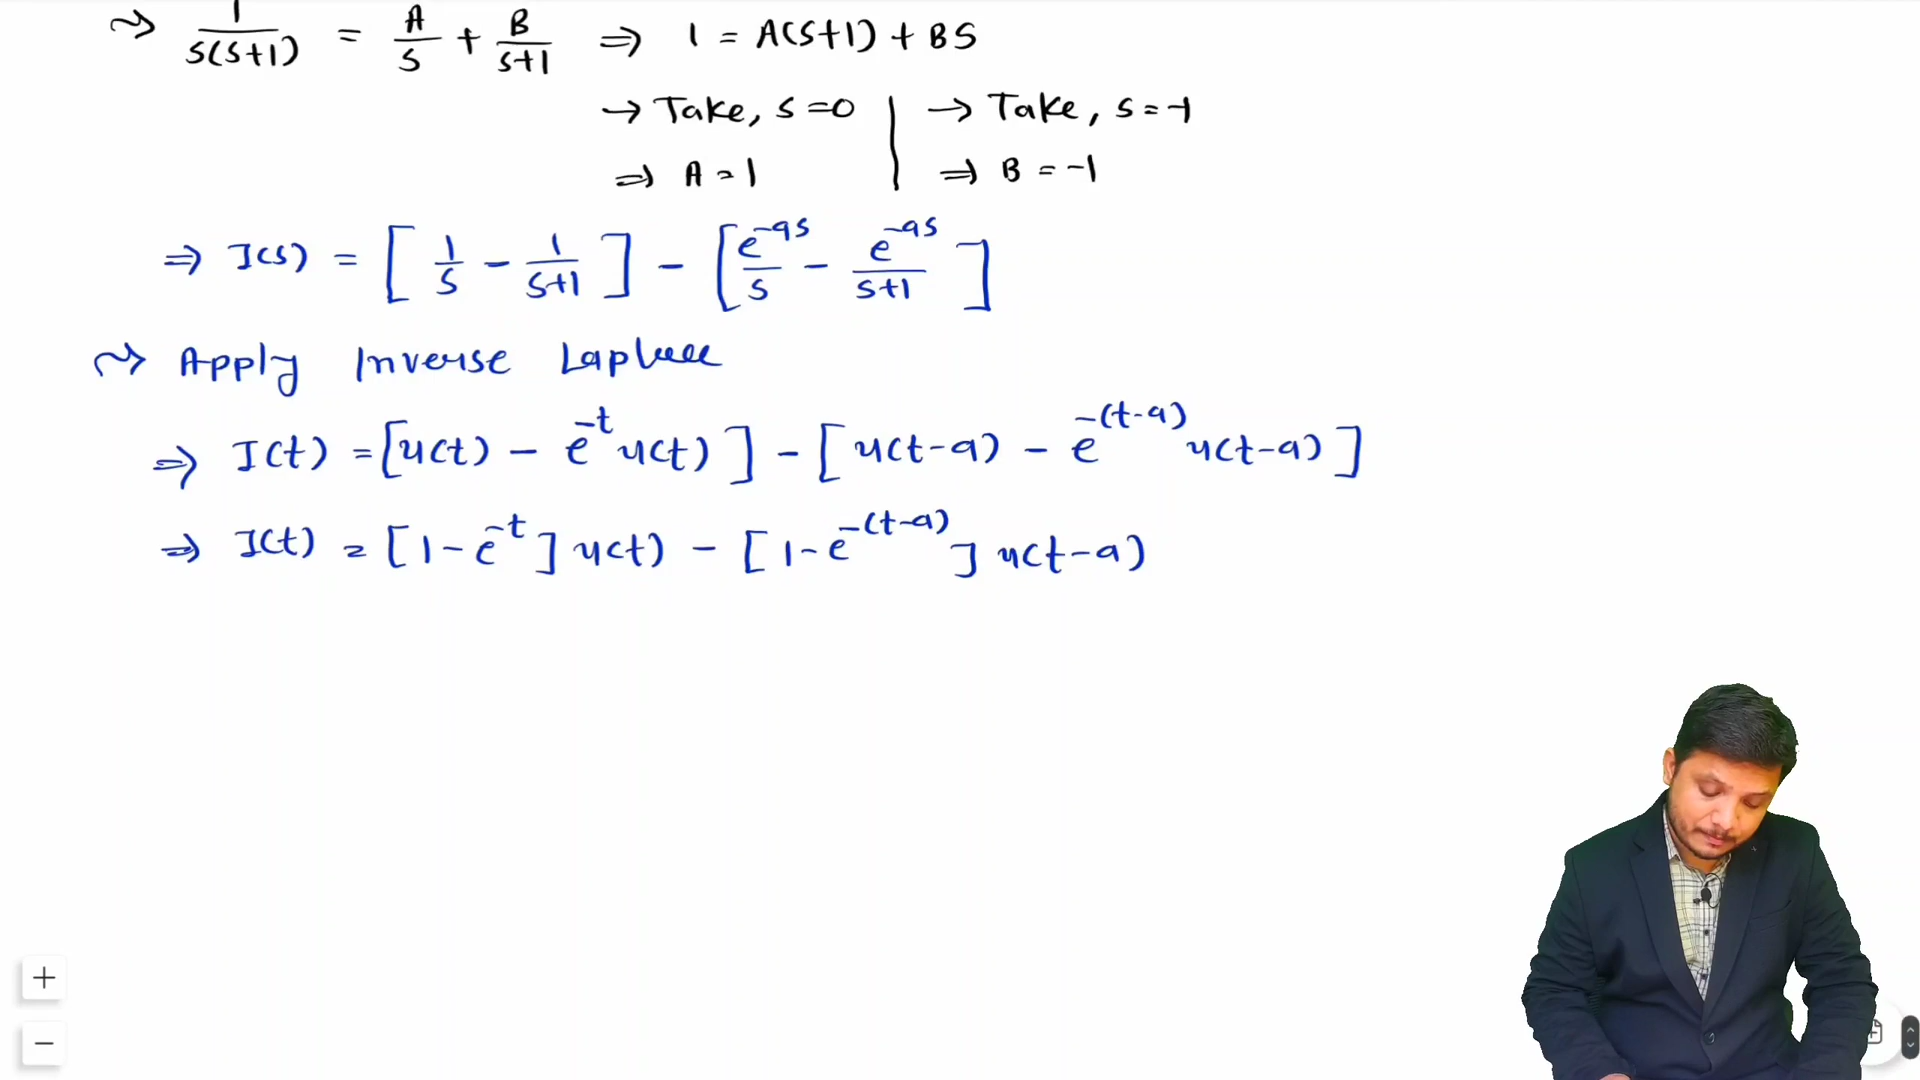 ⇝ 1/(s(s+1)) = A/s + B/(s+1) ⇒ 1 = A(s+1) + BS
→ Take, s=0 | → Take, s=-1
⇒ A=1 | ⇒ B=-1
⇒ I(s) = [1/s - 1/(s+1)] - [e^-as/s - e^-as/(s+1)]
⇝ Apply Inverse Laplace
⇒ I(t) = [u(t) - e^-t u(t)] - [u(t-a) - e^-(t-a) u(t-a)]
⇒ I(t) = [1-e^-t] u(t) - [1-e^-(t-a)] u(t-a)